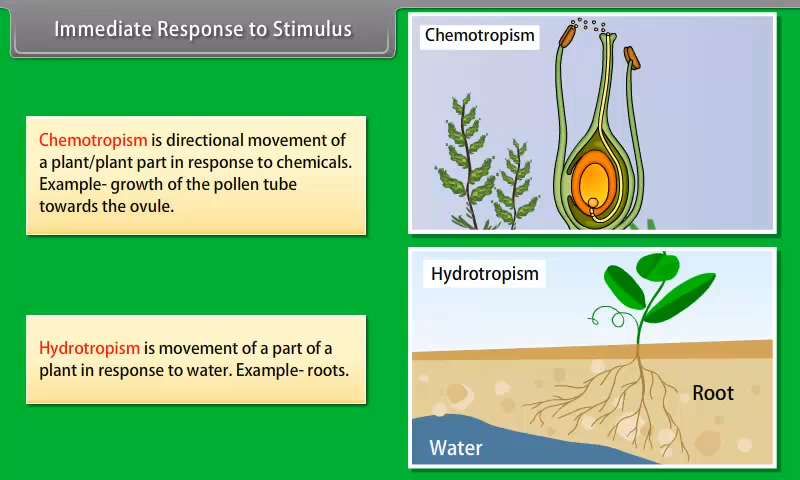 Immediate Response to Stimulus
Chemotropism
Chemotropism is directional movement of
a plant/plant part in response to chemicals.
Example- growth of the pollen tube
towards the ovule.
Hydrotropism
Hydrotropism is movement of a part of a
plant in response to water. Example- roots.
Root
Water